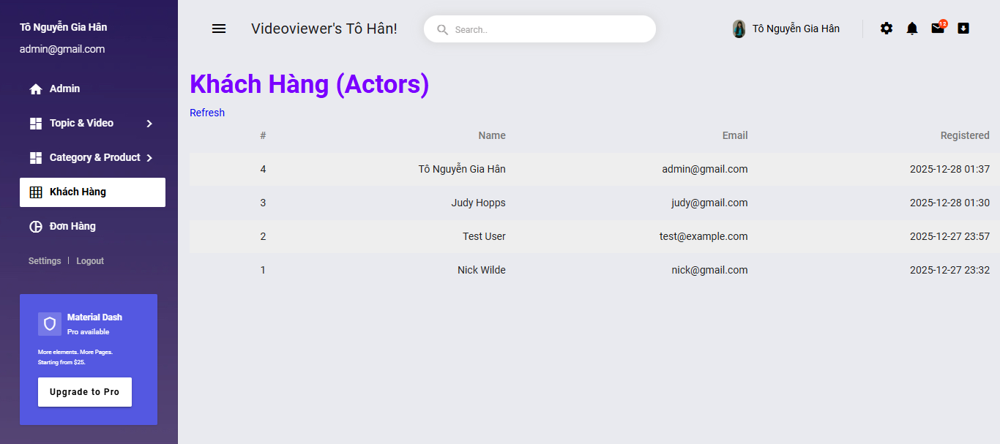 Tô Nguyễn Gia Hân
admin@gmail.com
Admin
Topic & Video
Category & Product
Khách Hàng
Đơn Hàng
Settings | Logout
Material Dash
Pro available
More elements. More Pages.
Starting from $25.
Upgrade to Pro
Videoviewer's Tô Hân!
Search..
Tô Nguyễn Gia Hân
12
Khách Hàng (Actors)
Refresh
# Name Email Registered
4 Tô Nguyễn Gia Hân admin@gmail.com 2025-12-28 01:37
3 Judy Hopps judy@gmail.com 2025-12-28 01:30
2 Test User test@example.com 2025-12-27 23:57
1 Nick Wilde nick@gmail.com 2025-12-27 23:32